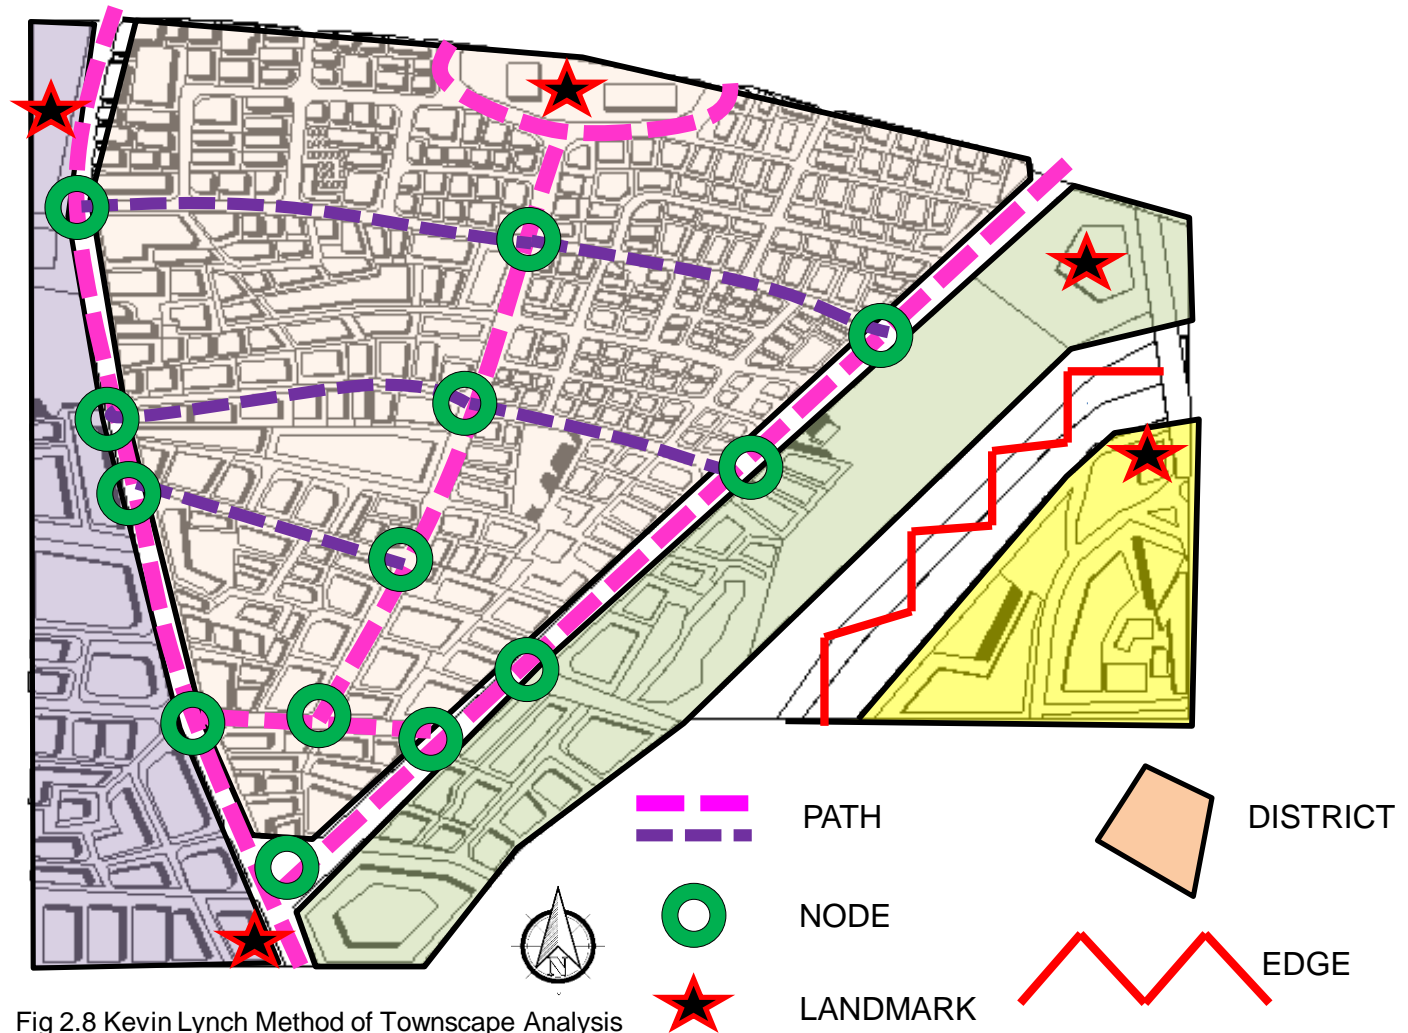 PATH
DISTRICT
NODE
N
EDGE
LANDMARK
Fig 2.8 Kevin Lynch Method of Townscape Analysis